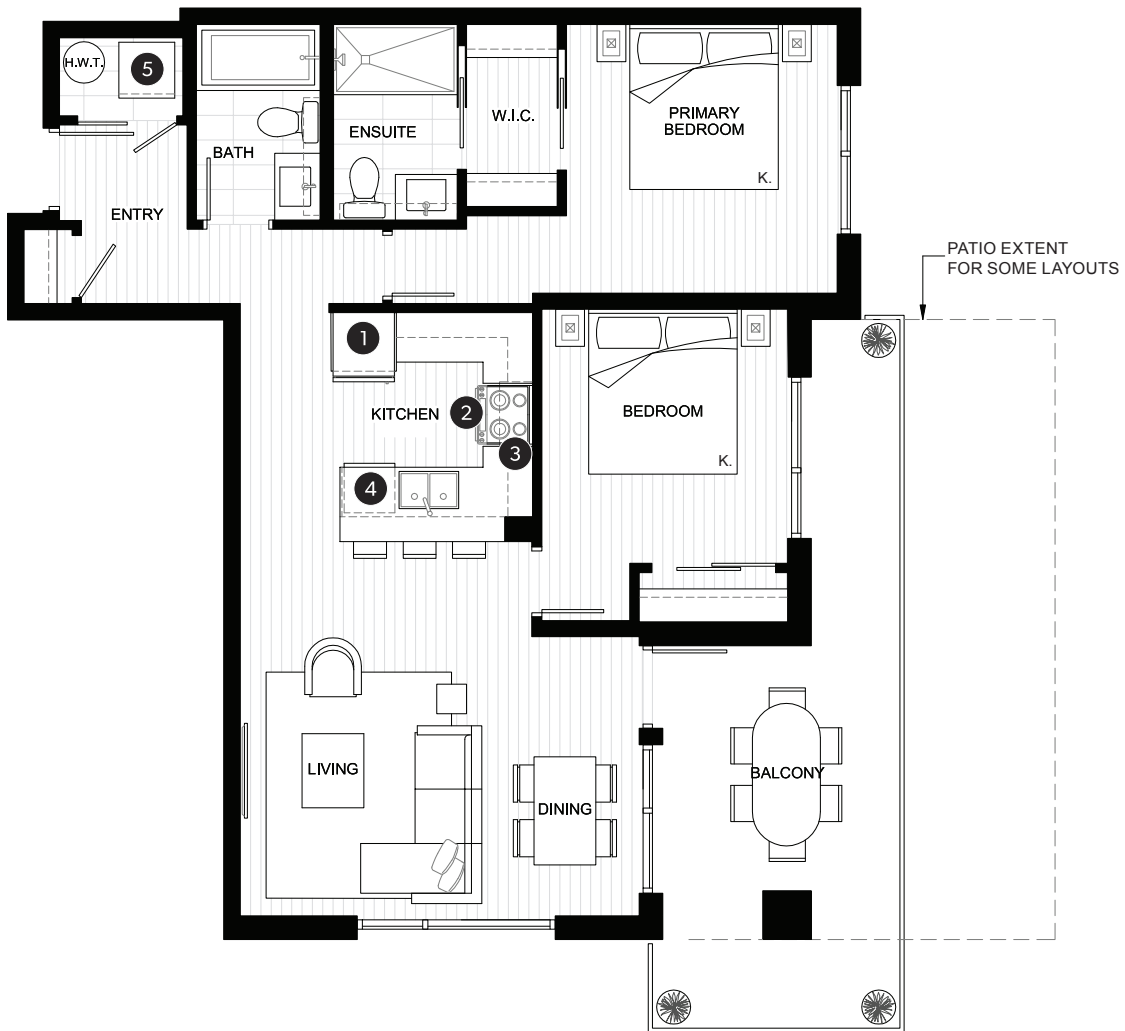 H.W.T.
5
BATH
ENSUITE
W.I.C.
PRIMARY
BEDROOM
K.
ENTRY
PATIO EXTENT
FOR SOME LAYOUTS
1
KITCHEN
2
3
4
BEDROOM
K.
LIVING
DINING
BALCONY